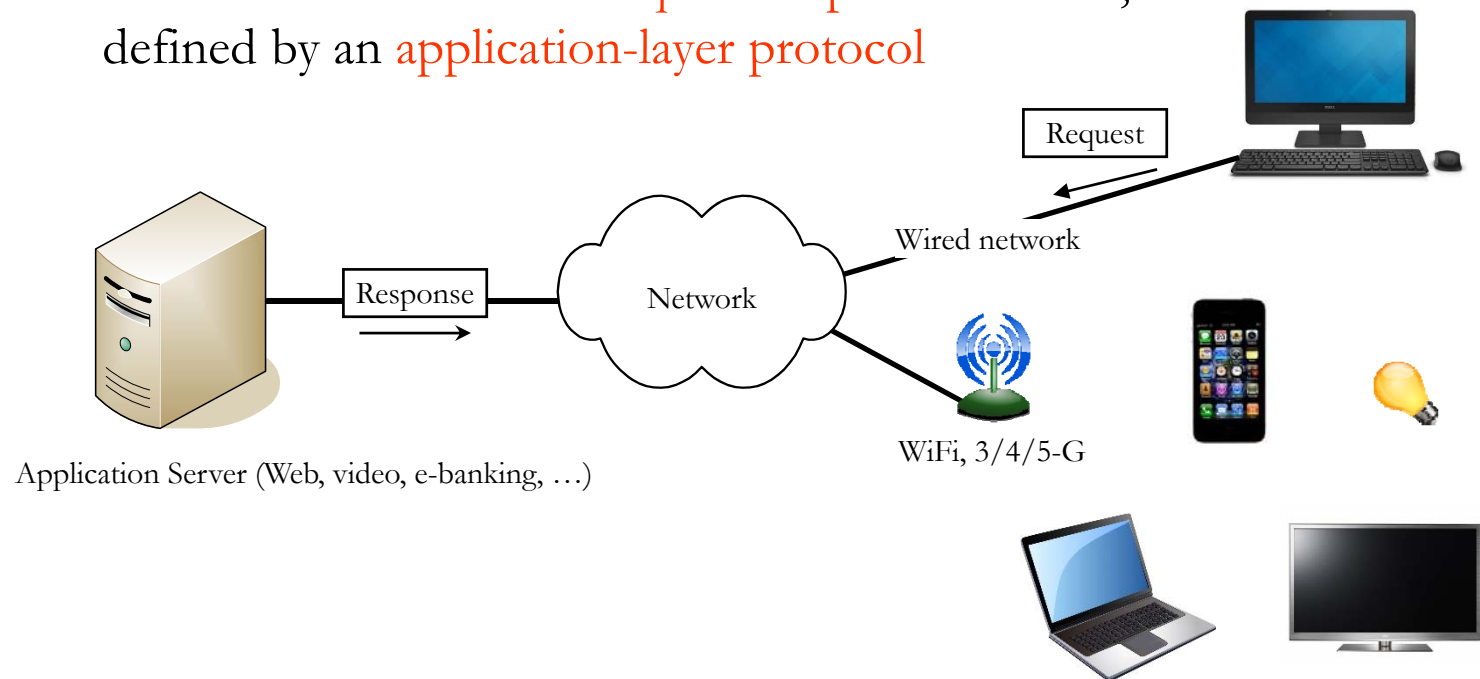 defined by an application-layer protocol
Request
Wired network
Response
Network
WiFi, 3/4/5-G
Application Server (Web, video, e-banking, …)